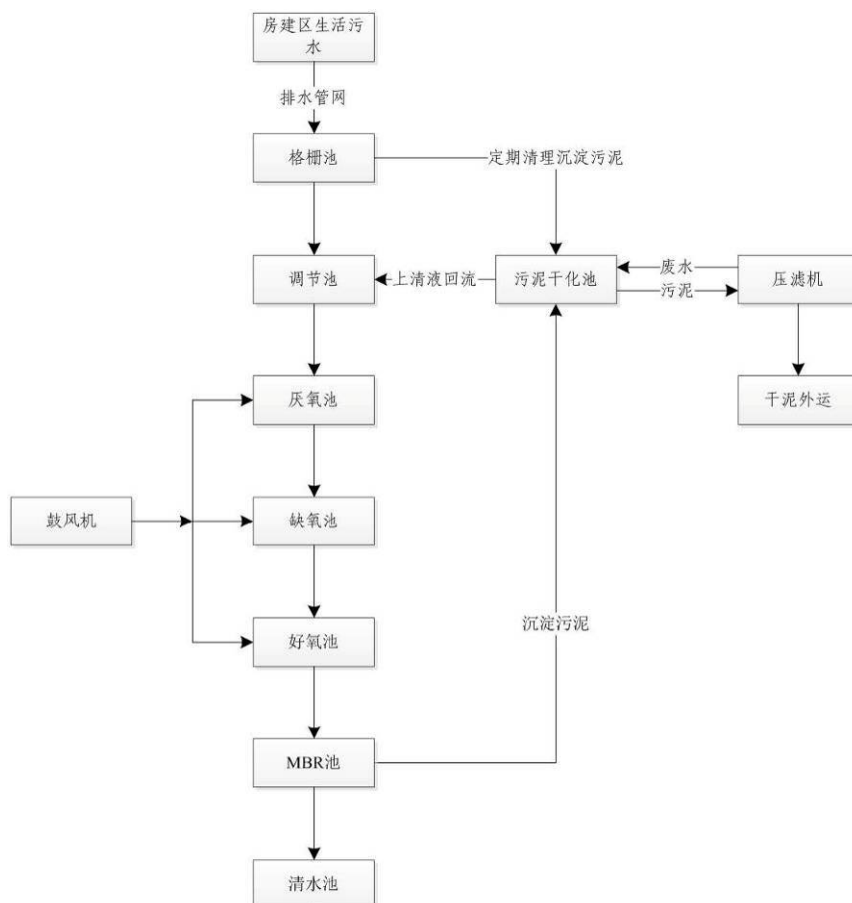 房建区生活污
水
排水管网
格栅池
定期清理沉淀污泥
调节池
上清液回流
污泥干化池
废水
污泥
压滤机
厌氧池
干泥外运
鼓风机
缺氧池
好氧池
沉淀污泥
MBR池
清水池